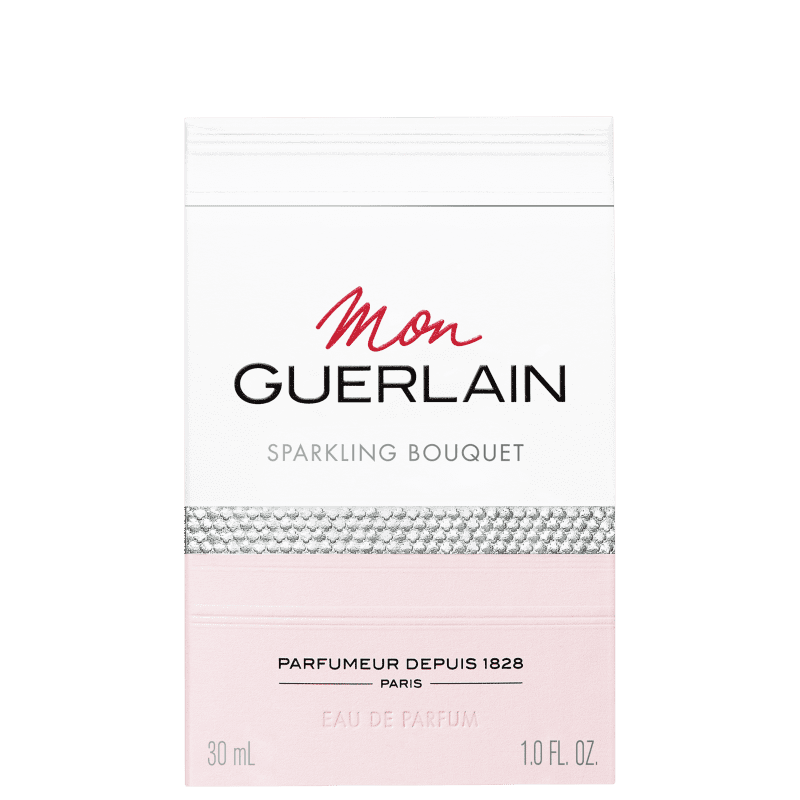 Mon
GUERLAIN
SPARKLING BOUQUET
PARFUMEUR DEPUIS 1828
PARIS
EAU DE PARFUM
30 mL 1.0 FL. OZ.